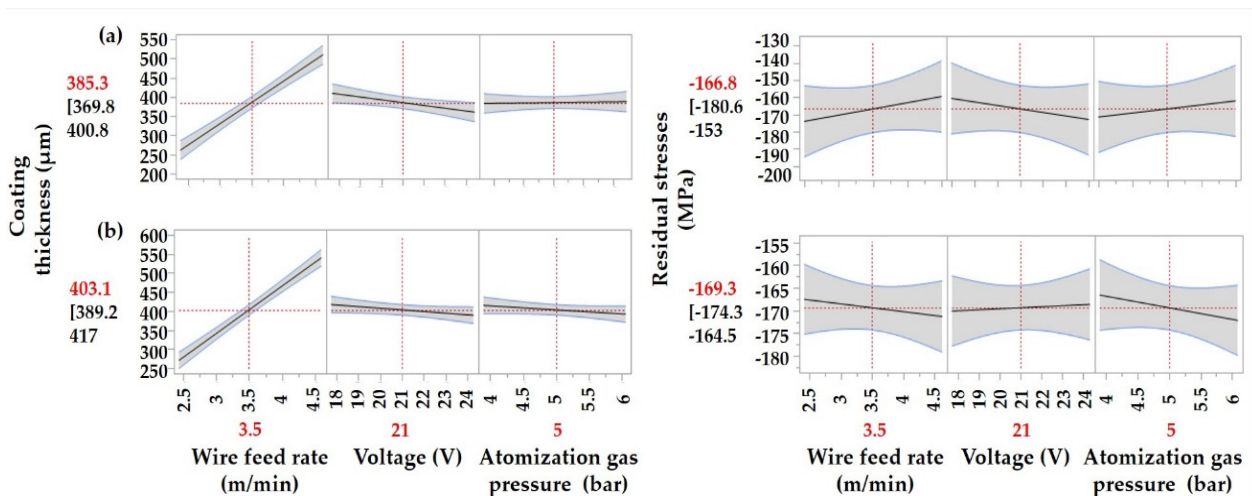 (a)
Coating thickness (μm)
385.3
[369.8
400.8
550
500
450
400
350
300
250
200
(b)
403.1
[389.2
417
600
550
500
450
400
350
300
250
2.5 3 3.5 4 4.5
18 19 20 21 22 23 24
4 4.5 5 5.5 6
3.5
21
5
Wire feed rate
(m/min)
Voltage (V)
Atomization gas
pressure (bar)
Residual stresses
(MPa)
-166.8
[-180.6
-153
-130
-140
-150
-160
-170
-180
-190
-200
-169.3
[-174.3
-164.5
-155
-160
-165
-170
-175
-180
2.5 4 3.5 4 4.5
18 19 20 21 22 23 24
4 4.5 5 5.5 6
3.5
21
5
Wire feed rate
(m/min)
Voltage (V)
Atomization gas
pressure (bar)